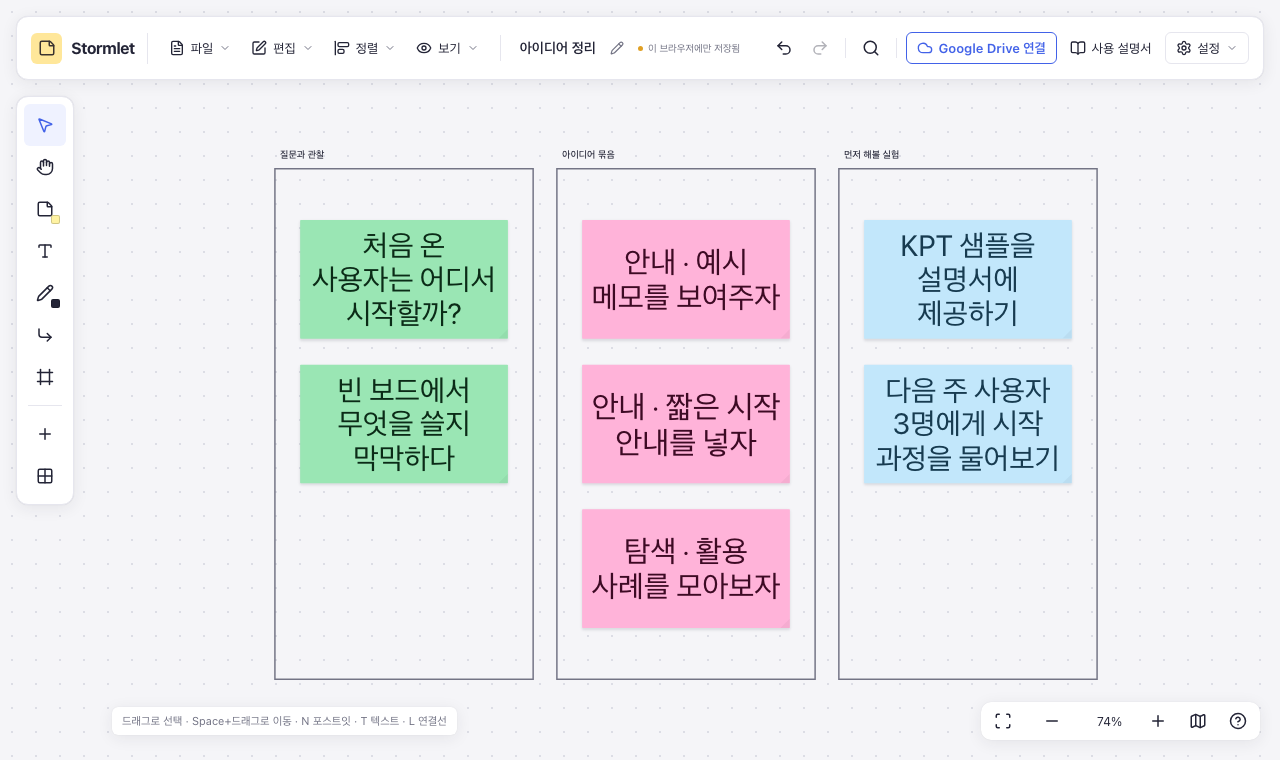 Stormlet
파일
편집
정렬
보기
아이디어 정리
이 브라우저에만 저장됨
Google Drive 연결
사용 설명서
설정
질문과 관찰
처음 온
사용자는 어디서
시작할까?
빈 보드에서
무엇을 쓸지
막막하다
아이디어 묶음
안내 · 예시
메모를 보여주자
안내 · 짧은 시작
안내를 넣자
탐색 · 활용
사례를 모아보자
먼저 해볼 실험
KPT 샘플을
설명서에
제공하기
다음 주 사용자
3명에게 시작
과정을 물어보기
드래그로 선택 · Space+드래그로 이동 · N 포스트잇 · T 텍스트 · L 연결선
74%